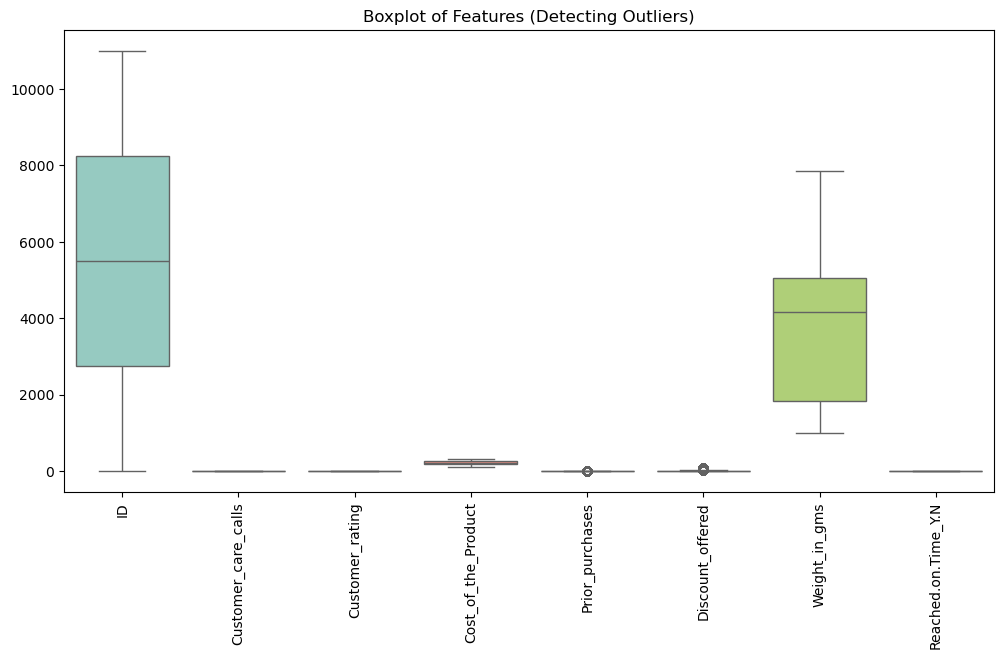 Boxplot of Features (Detecting Outliers)
10000
8000
6000
4000
2000
0
ID
Customer_care_calls
Customer_rating
Cost_of_the_Product
Prior_purchases
Discount_offered
Weight_in_gms
Reached.on.Time_Y.N